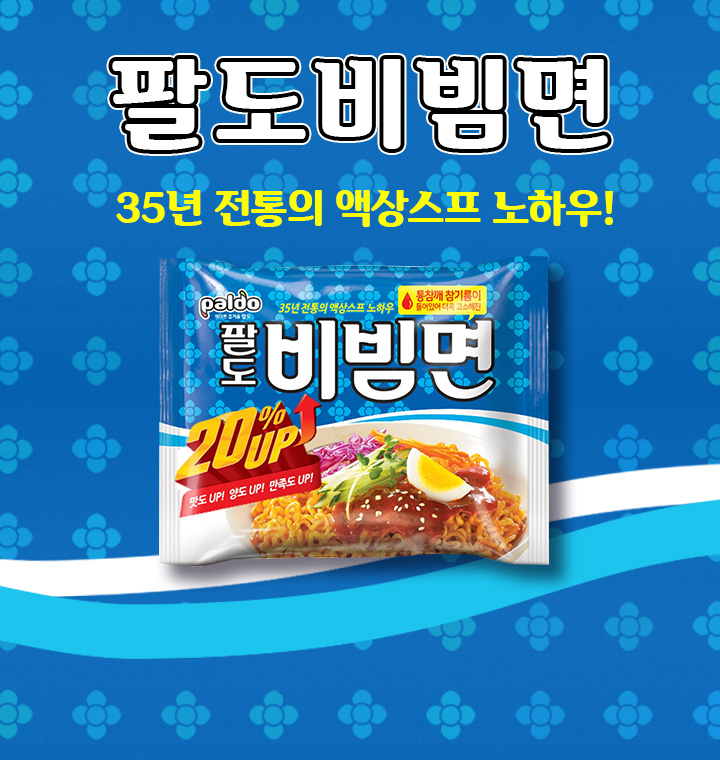 팔도비빔면
35년 전통의 액상스프 노하우!
paldo
35년 전통의 액상스프 노하우
통참깨 참기름이
들어있어 더욱 고소해진
팔도
비빔면
20% UP
맛도 UP! 양도 UP! 만족도 UP!